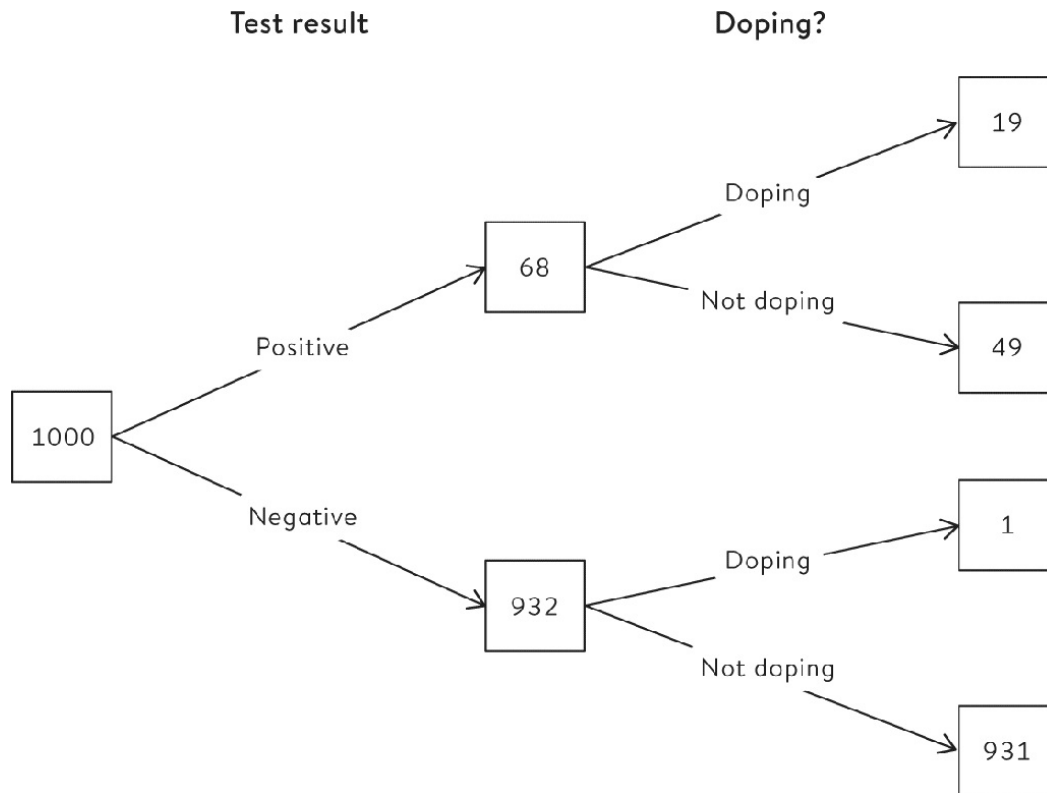 Test result
Doping?
19
Doping
68
Not doping
49
Positive
1000
Negative
1
Doping
932
Not doping
931